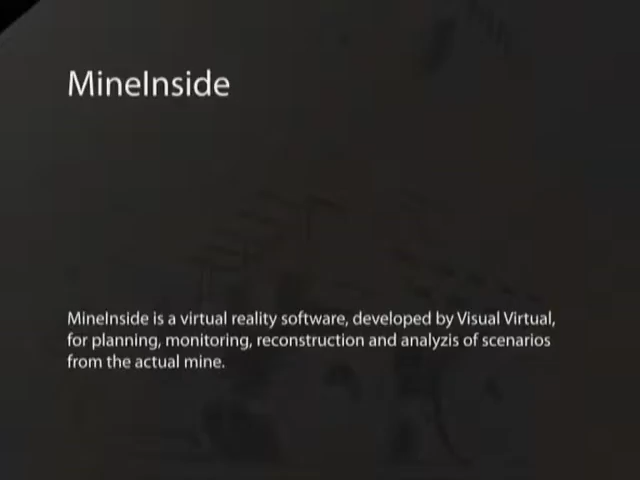 MineInside
MineInside is a virtual reality software, developed by Visual Virtual,
for planning, monitoring, reconstruction and analyzis of scenarios
from the actual mine.